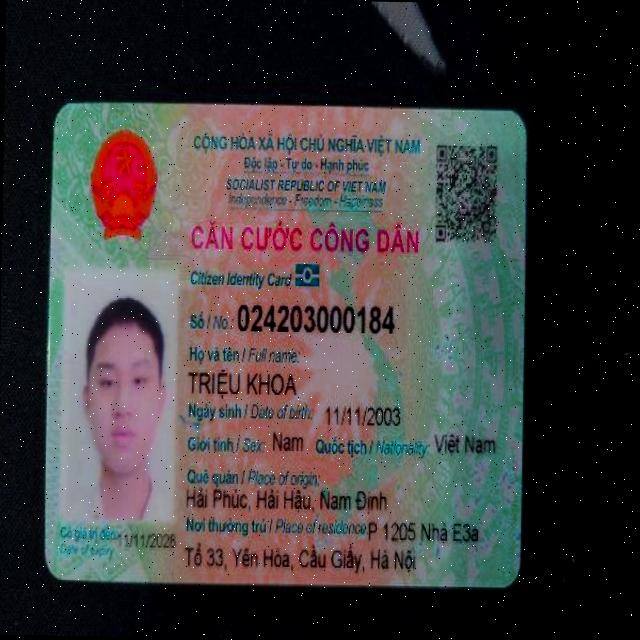 CỘNG HÒA XÃ HỘI CHỦ NGHĨA VIỆT NAM
Độc lập - Tự do - Hạnh phúc
SOCIALIST REPUBLIC OF VIET NAM
Independence - Freedom - Happiness
CĂN CƯỚC CÔNG DÂN
Citizen Identity Card
Số / No.: 024203000184
Họ và tên / Full name:
TRIỆU KHOA
Ngày sinh / Date of birth: 11/11/2003
Giới tính / Sex: Nam Quốc tịch / Nationality: Việt Nam
Quê quán / Place of origin:
Hải Phúc, Hải Hậu, Nam Định
Nơi thường trú / Place of residence: P 1205 Nhà E3a
Tổ 33, Yên Hòa, Cầu Giấy, Hà Nội
Có giá trị đến: 11/11/2028
Date of expiry